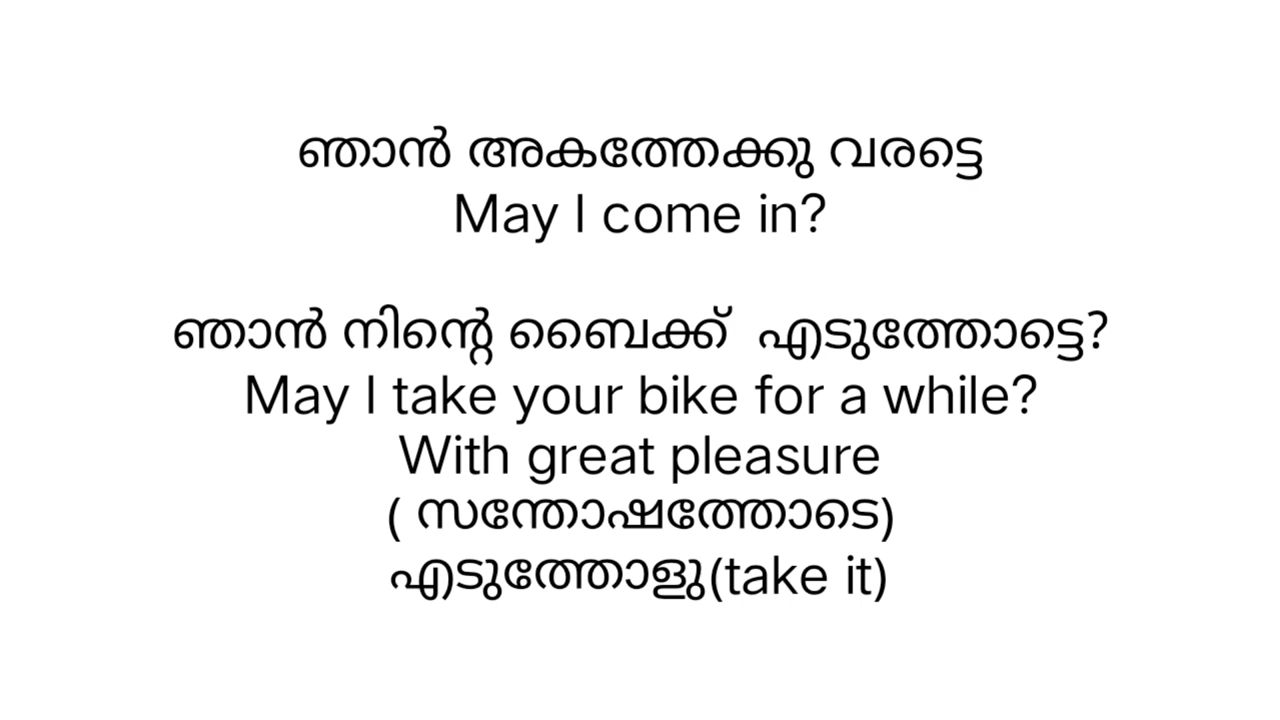 ഞാൻ അകത്തേക്കു വരട്ടെ
May I come in?
ഞാൻ നിന്റെ ബൈക്ക് എടുത്തോട്ടെ?
May I take your bike for a while?
With great pleasure
( സന്തോഷത്തോടെ)
എടുത്തോളു(take it)